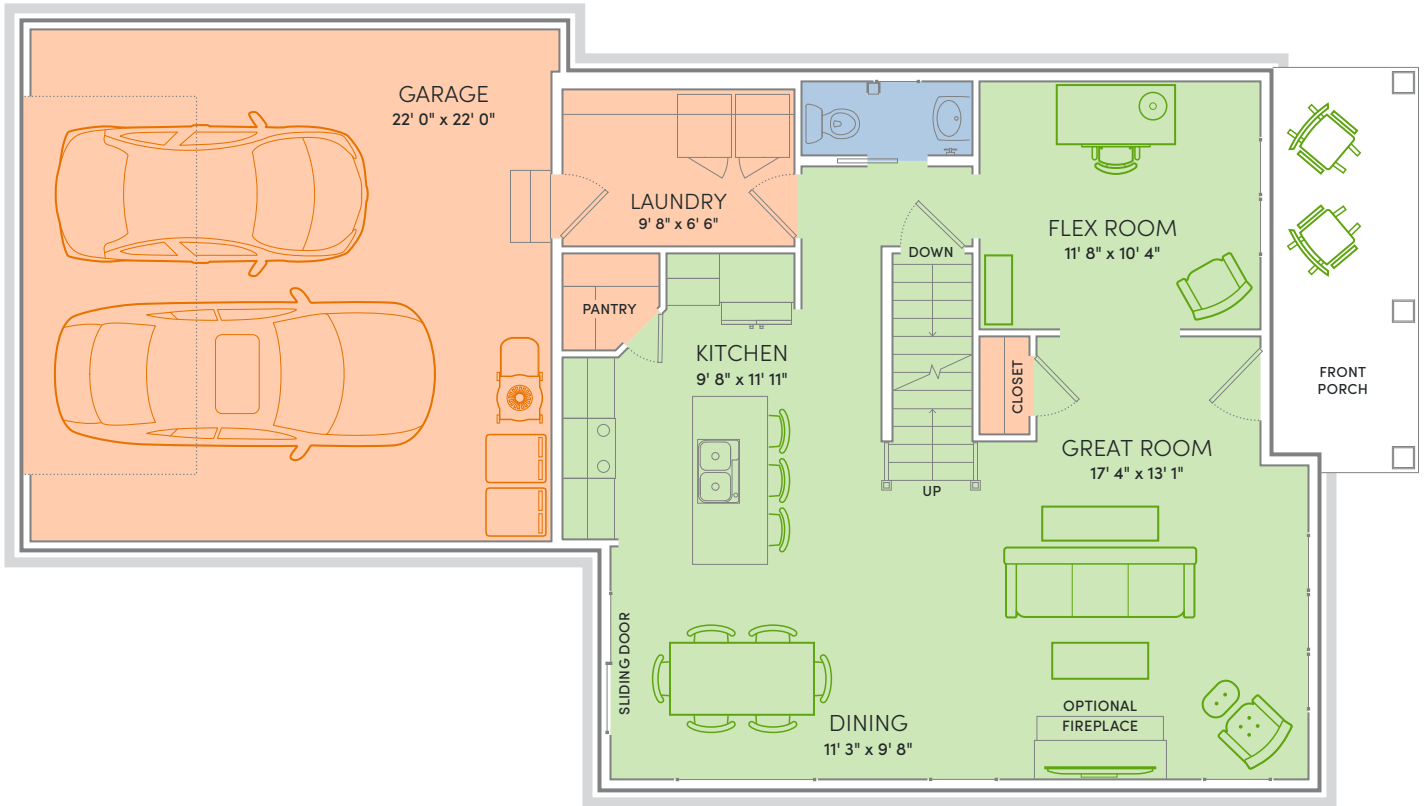 GARAGE
22' 0" x 22' 0"
LAUNDRY
9' 8" x 6' 6"
PANTRY
KITCHEN
9' 8" x 11' 11"
DOWN
UP
FLEX ROOM
11' 8" x 10' 4"
CLOSET
FRONT
PORCH
GREAT ROOM
17' 4" x 13' 1"
SLIDING DOOR
DINING
11' 3" x 9' 8"
OPTIONAL
FIREPLACE